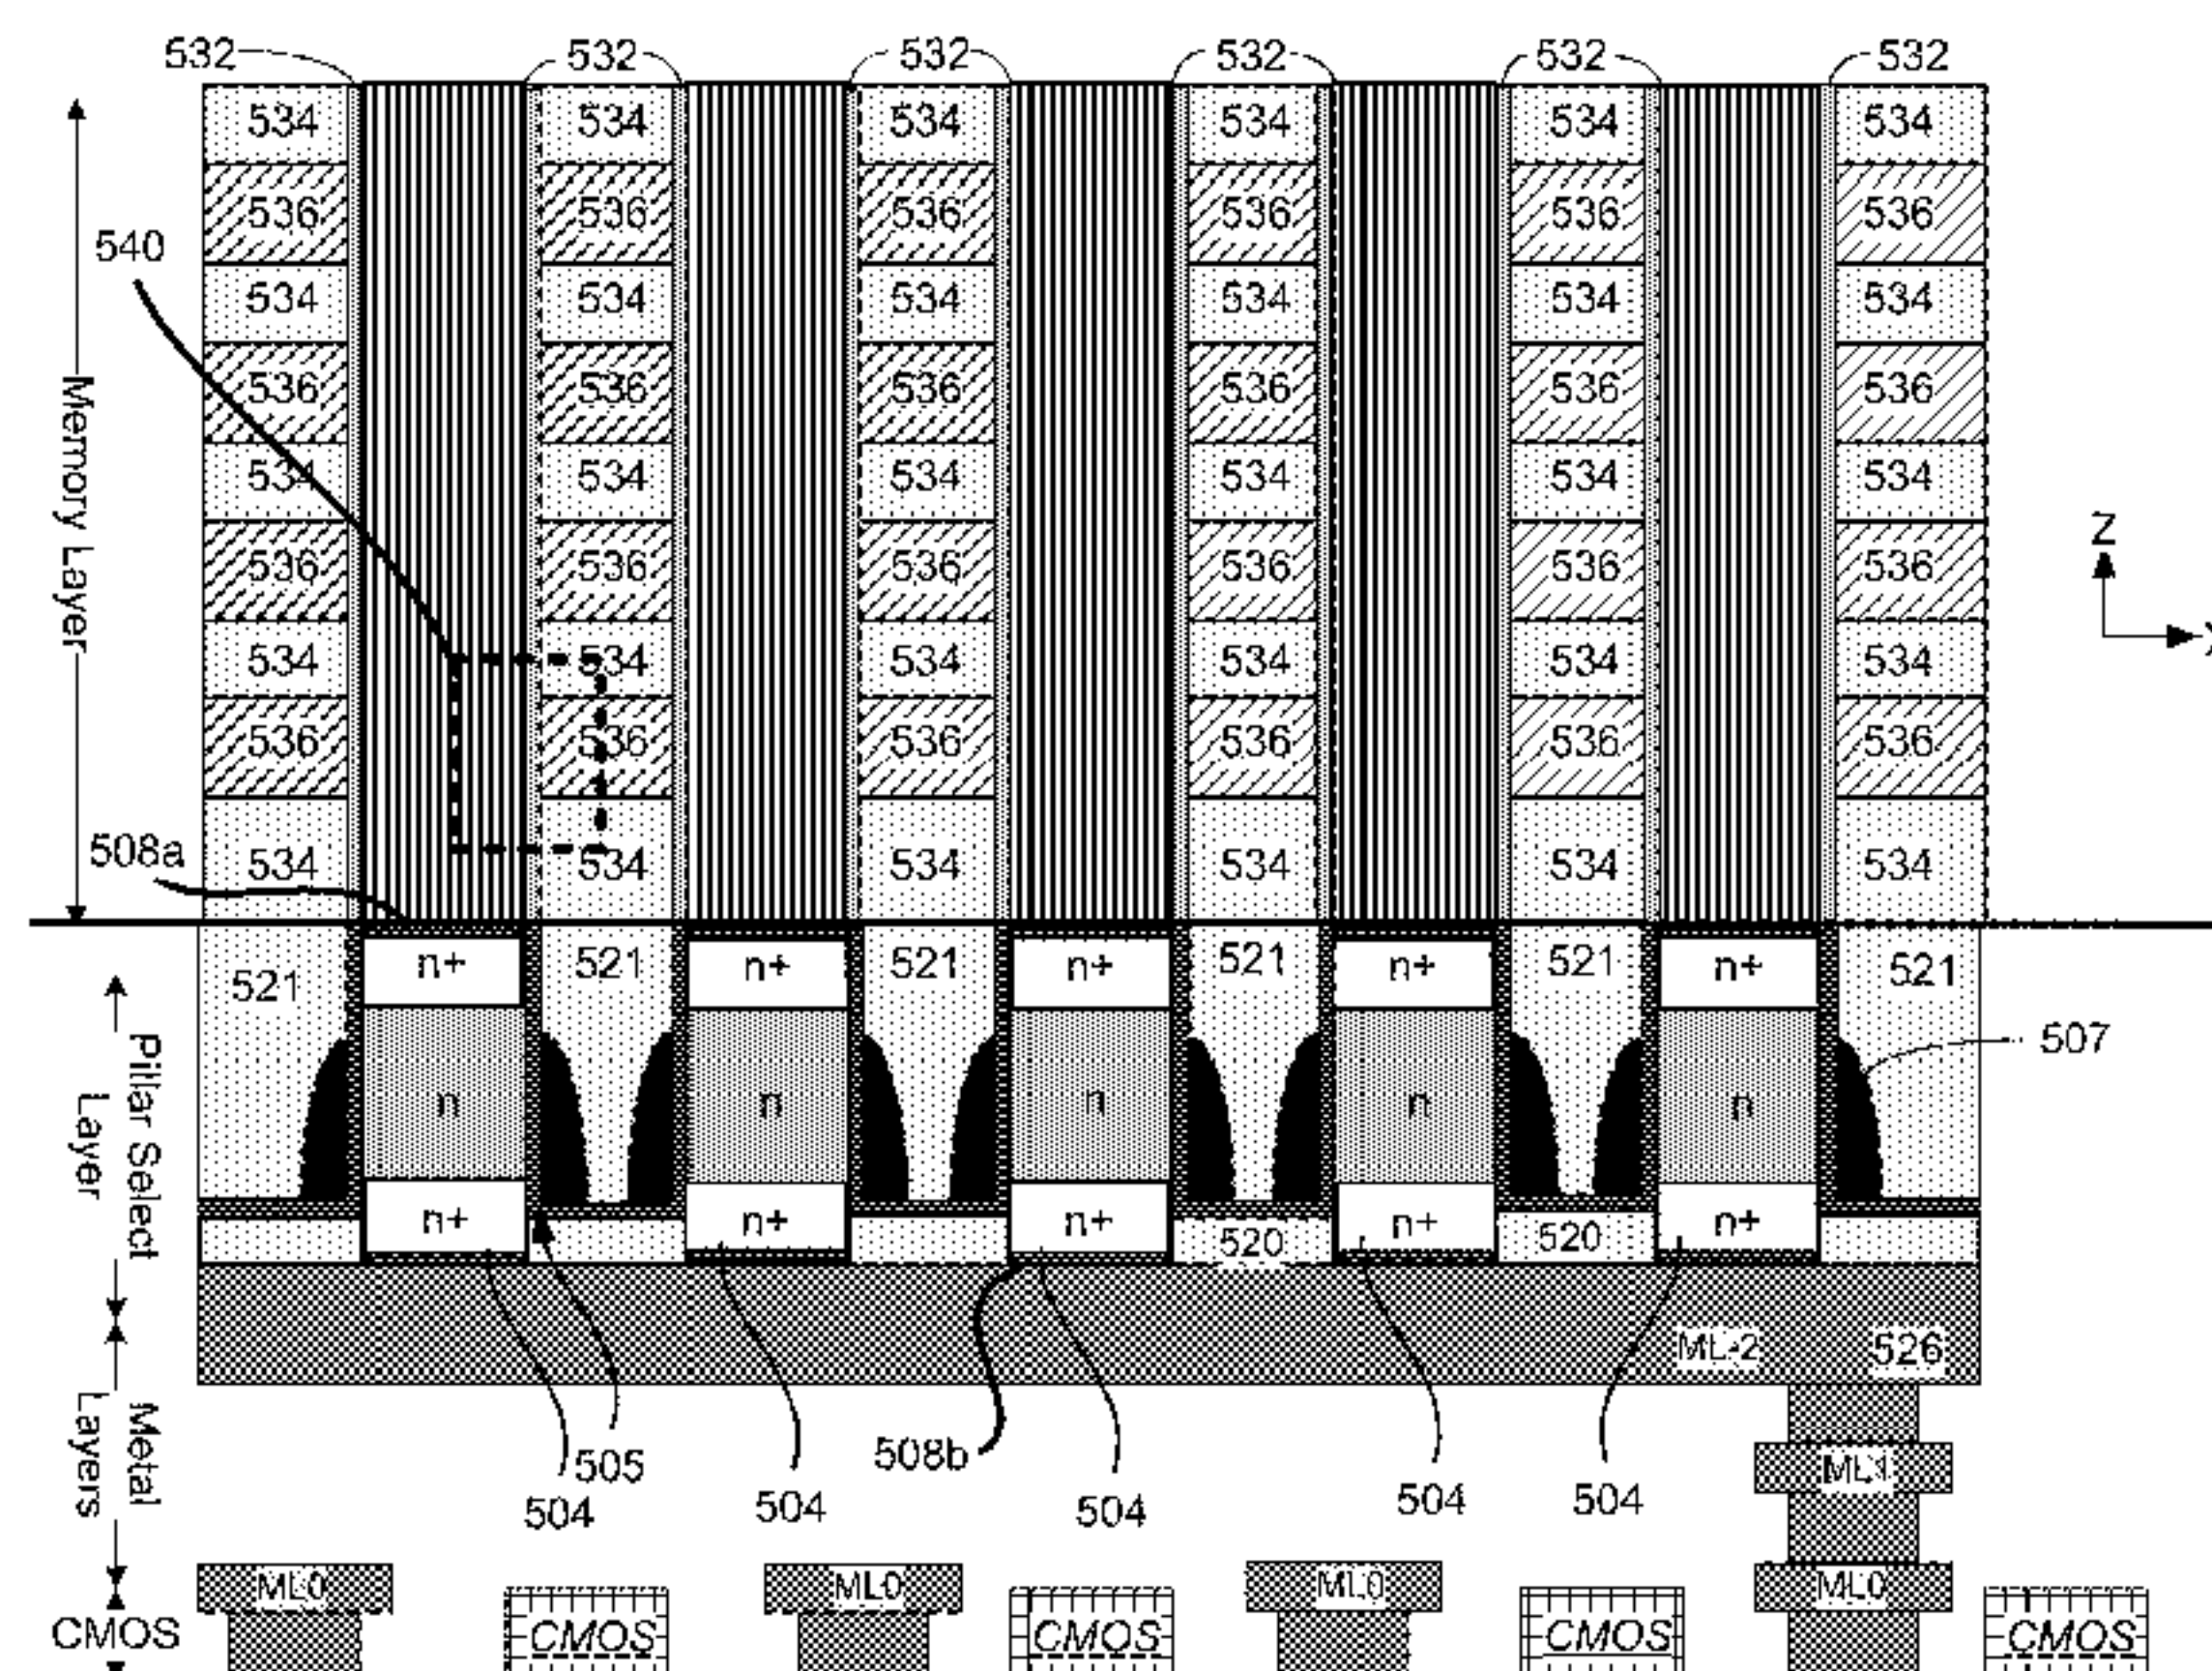 532 532 532 532 532 532
534 534 534 534 534 534
536 536 536 536 536 536
540
534 534 534 534 534 534
536 536 536 536 536 536
534 534 534 534 534 534
Memory Layer
Z
536 536 536 536 536 536
534 534 534 534 534 534
536 536 536 536 536 536
508a
534 534 534 534 534 534
n+ n+ n+ n+ n+
521 521 521 521 521 521
507
Pillar Select
Layer
n n n n n
n+ n+ n+ n+ n+
520 520
ML-2 526
Metal
Layers
505 508b
504 504 504 504 504
ML1
ML0 ML0 ML0 ML0
CMOS CMOS CMOS CMOS CMOS